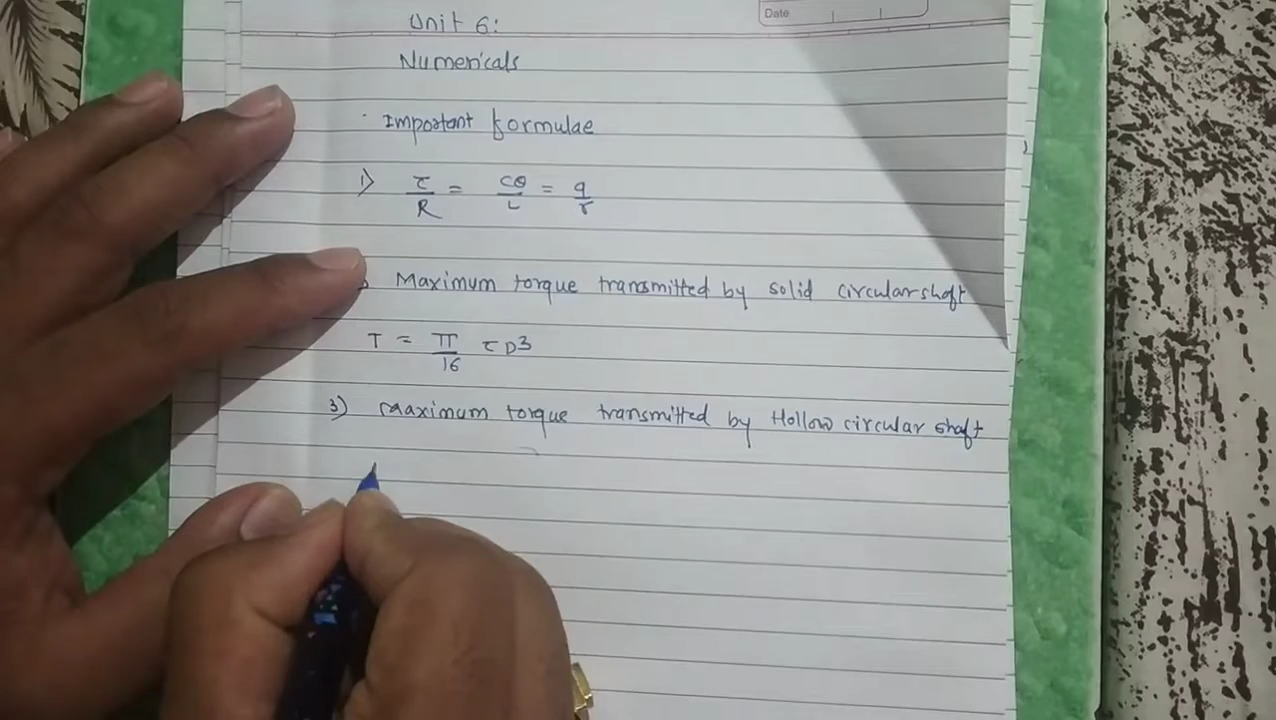 Date
Unit 6:
Numericals
Important formulae
1) τ/R = Cθ/L = q/r
Maximum torque transmitted by solid circular shaft
T = π/16 τD³
3) Maximum torque transmitted by Hollow circular shaft